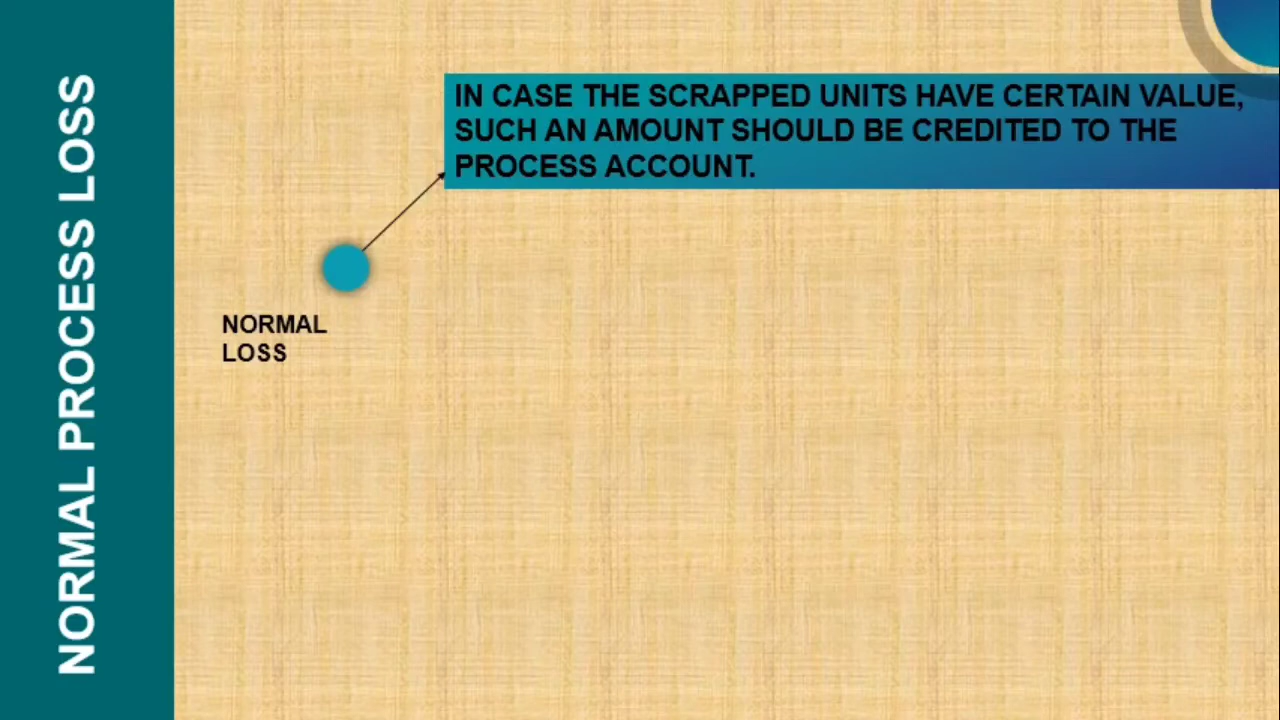 NORMAL PROCESS LOSS
IN CASE THE SCRAPPED UNITS HAVE CERTAIN VALUE,
SUCH AN AMOUNT SHOULD BE CREDITED TO THE
PROCESS ACCOUNT.
NORMAL
LOSS